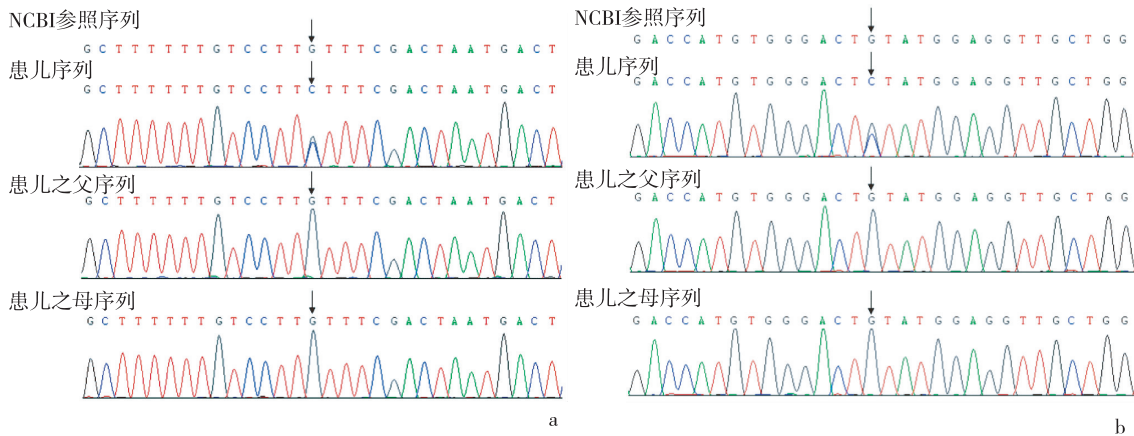 NCBI参照序列
G C T T T T T T G T C C T T G T T T C G A C T A A T G A C T
患儿序列
G C T T T T T T G T C C T T C T T T C G A C T A A T G A C T
患儿之父序列
G C T T T T T T G T C C T T G T T T C G A C T A A T G A C T
患儿之母序列
G C T T T T T T G T C C T T G T T T C G A C T A A T G A C T
a
NCBI参照序列
G A C C A T G T G G G A C T G T A T G G A G G T T G C T G G
患儿序列
G A C C A T G T G G G A C T C T A T G G A G G T T G C T G G
患儿之父序列
G A C C A T G T G G G A C T G T A T G G A G G T T G C T G G
患儿之母序列
G A C C A T G T G G G A C T G T A T G G A G G T T G C T G G
b